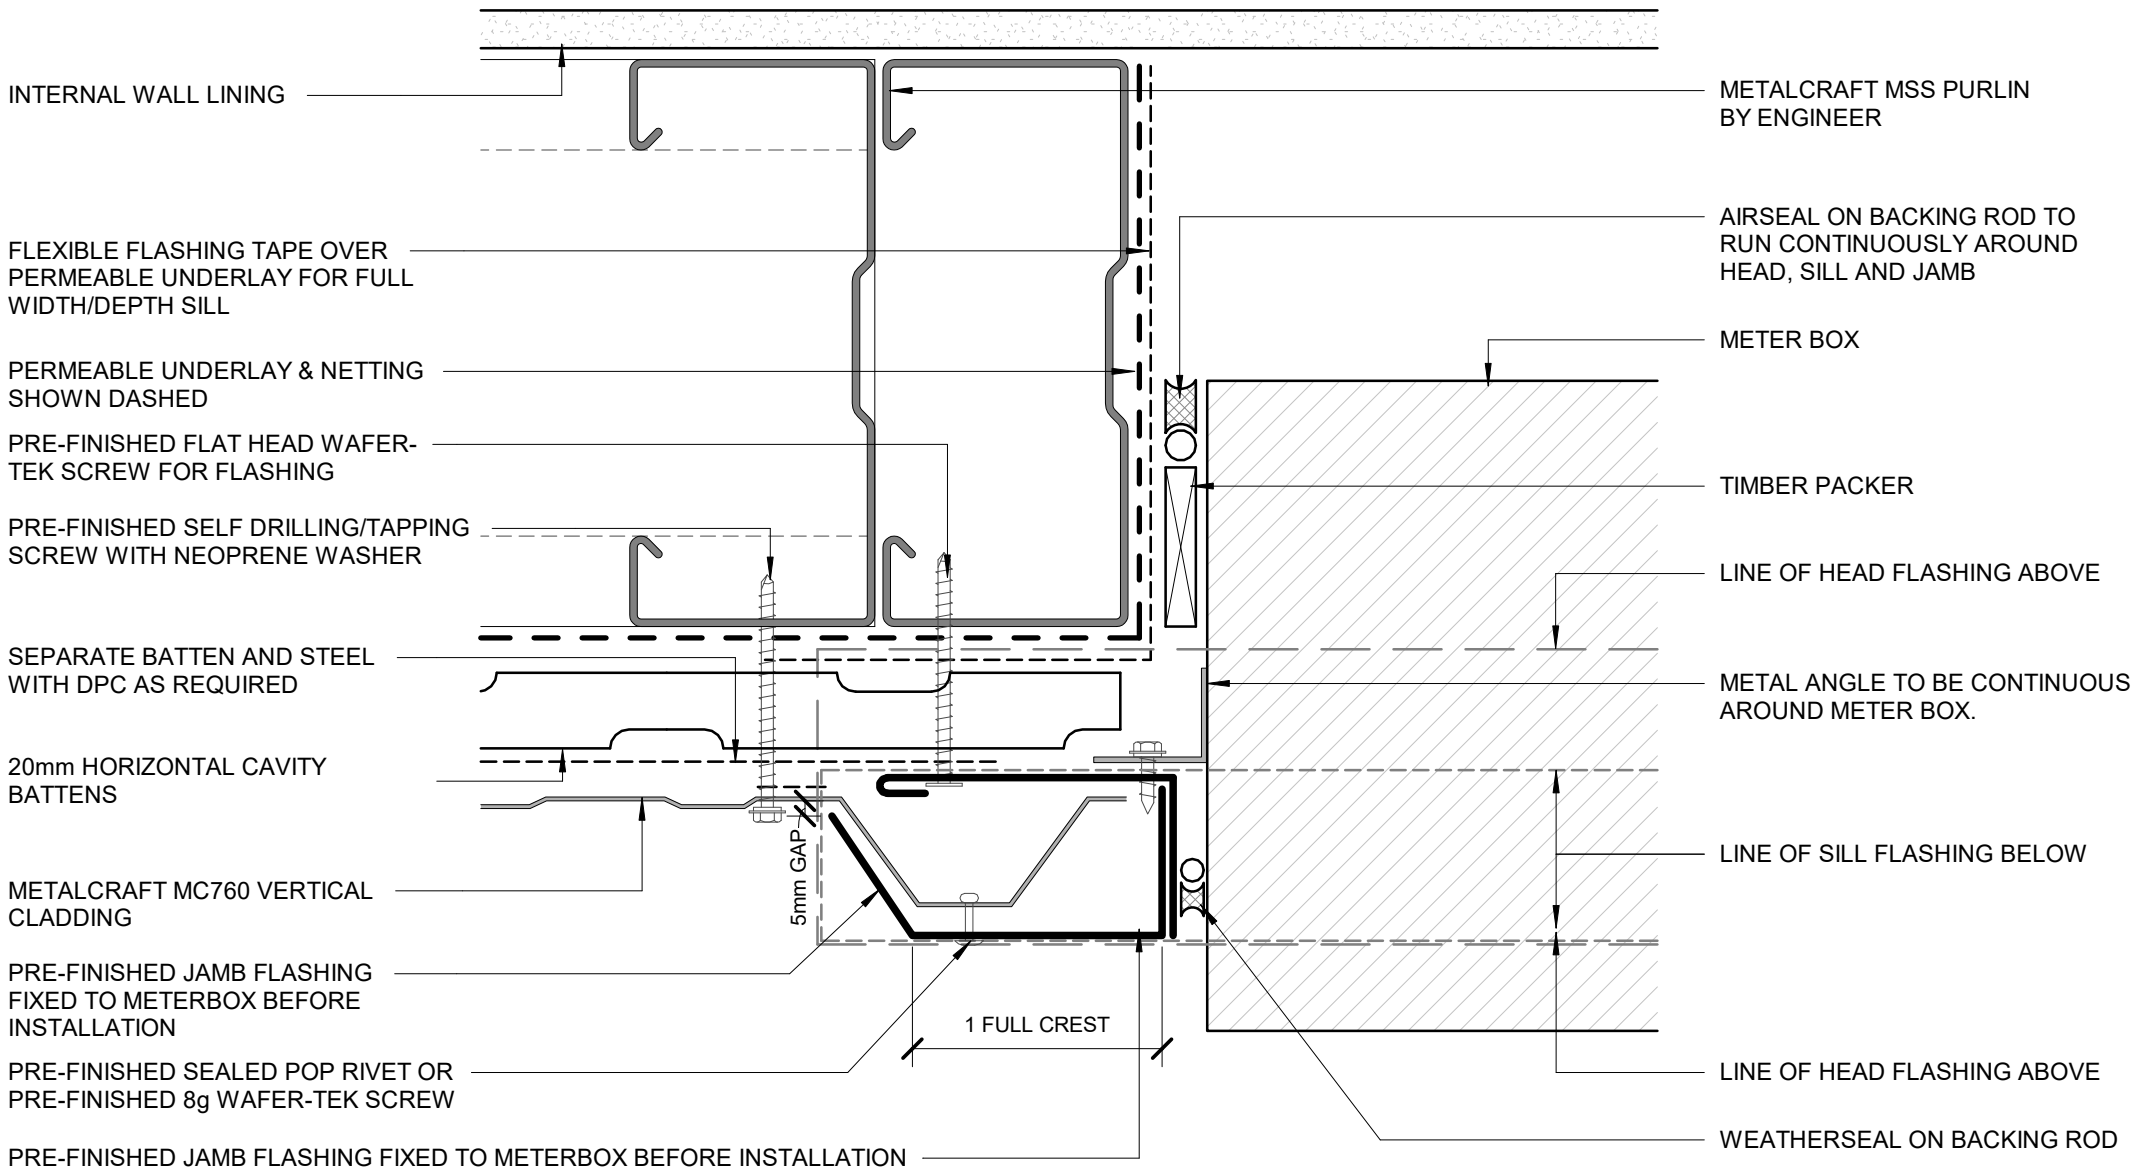 INTERNAL WALL LINING
FLEXIBLE FLASHING TAPE OVER
PERMEABLE UNDERLAY FOR FULL
WIDTH/DEPTH SILL
PERMEABLE UNDERLAY & NETTING
SHOWN DASHED
PRE-FINISHED FLAT HEAD WAFER-
TEK SCREW FOR FLASHING
PRE-FINISHED SELF DRILLING/TAPPING
SCREW WITH NEOPRENE WASHER
SEPARATE BATTEN AND STEEL
WITH DPC AS REQUIRED
20mm HORIZONTAL CAVITY
BATTENS
METALCRAFT MC760 VERTICAL
CLADDING
PRE-FINISHED JAMB FLASHING
FIXED TO METERBOX BEFORE
INSTALLATION
PRE-FINISHED SEALED POP RIVET OR
PRE-FINISHED 8g WAFER-TEK SCREW
PRE-FINISHED JAMB FLASHING FIXED TO METERBOX BEFORE INSTALLATION
5mm GAP
1 FULL CREST
METALCRAFT MSS PURLIN
BY ENGINEER
AIRSEAL ON BACKING ROD TO
RUN CONTINUOUSLY AROUND
HEAD, SILL AND JAMB
METER BOX
TIMBER PACKER
LINE OF HEAD FLASHING ABOVE
METAL ANGLE TO BE CONTINUOUS
AROUND METER BOX.
LINE OF SILL FLASHING BELOW
LINE OF HEAD FLASHING ABOVE
WEATHERSEAL ON BACKING ROD